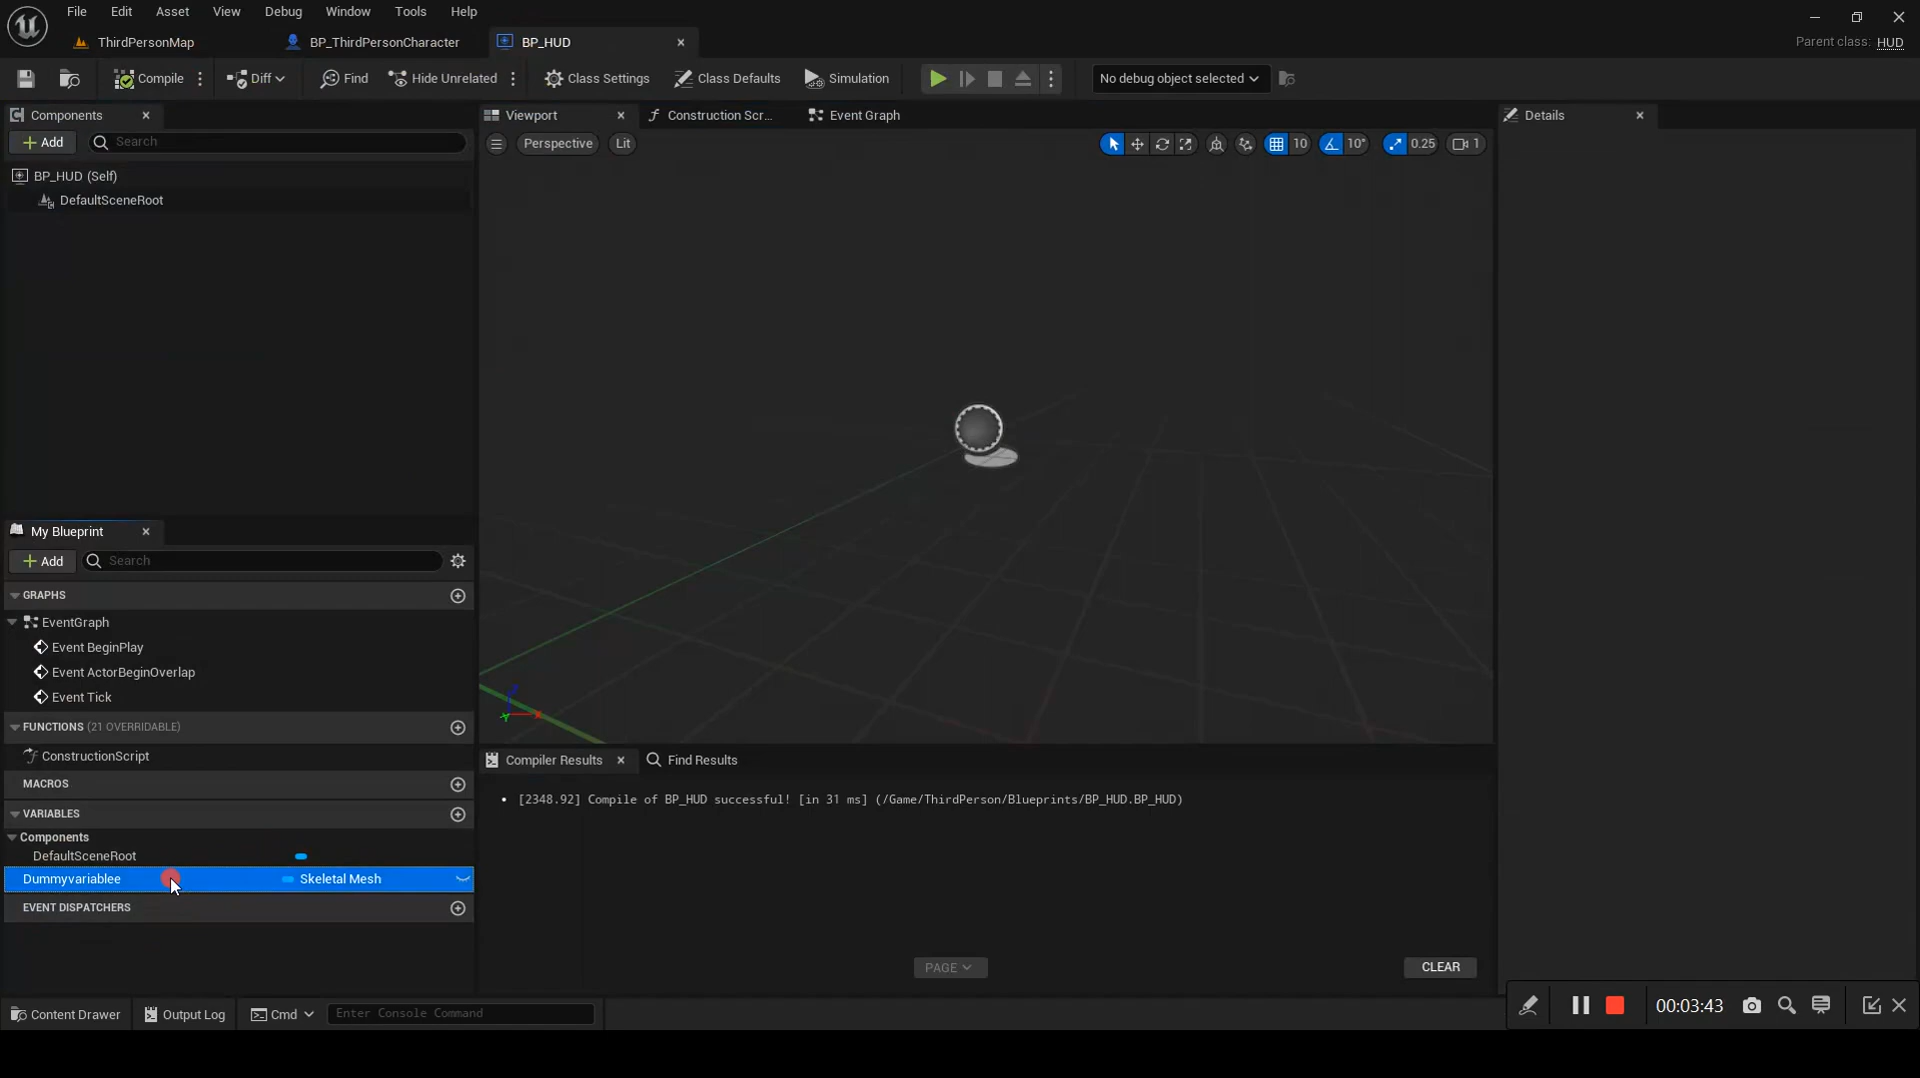 File Edit Asset View Debug Window Tools Help
ThirdPersonMap BP_ThirdPersonCharacter BP_HUD Parent class: HUD
Compile Diff Find Hide Unrelated Class Settings Class Defaults Simulation No debug object selected
Components Viewport Construction Scr... Event Graph Details
Add Search Perspective Lit 10 10° 0.25 1
BP_HUD (Self)
DefaultSceneRoot
My Blueprint
Add Search
GRAPHS
EventGraph
Event BeginPlay
Event ActorBeginOverlap
Event Tick
FUNCTIONS (21 OVERRIDABLE)
ConstructionScript
MACROS
VARIABLES
Components
DefaultSceneRoot
Dummyvariablee Skeletal Mesh
EVENT DISPATCHERS
Compiler Results Find Results
[2348.92] Compile of BP_HUD successful! [in 31 ms] (/Game/ThirdPerson/Blueprints/BP_HUD.BP_HUD)
PAGE CLEAR
Content Drawer Output Log Cmd Enter Console Command 00:03:43